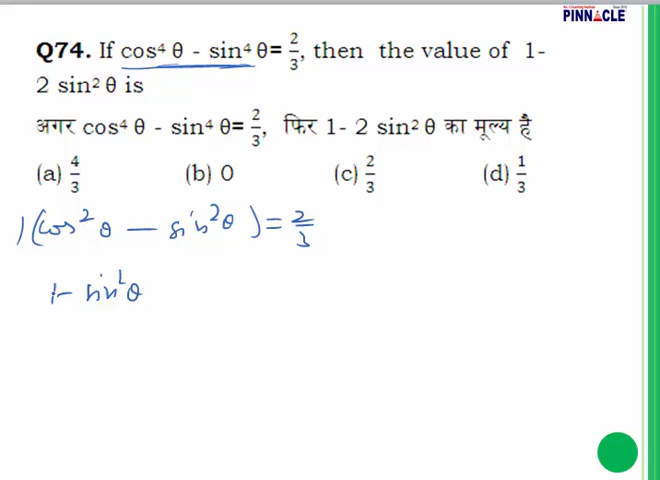 PINNACLE
Q74. If cos⁴ θ - sin⁴ θ= 2/3, then the value of 1-
2 sin² θ is
अगर cos⁴ θ - sin⁴ θ= 2/3, फिर 1- 2 sin² θ का मूल्य है
(a) 4/3 (b) 0 (c) 2/3 (d) 1/3
1(cos²θ — sin²θ) = 2/3
1- sin²θ